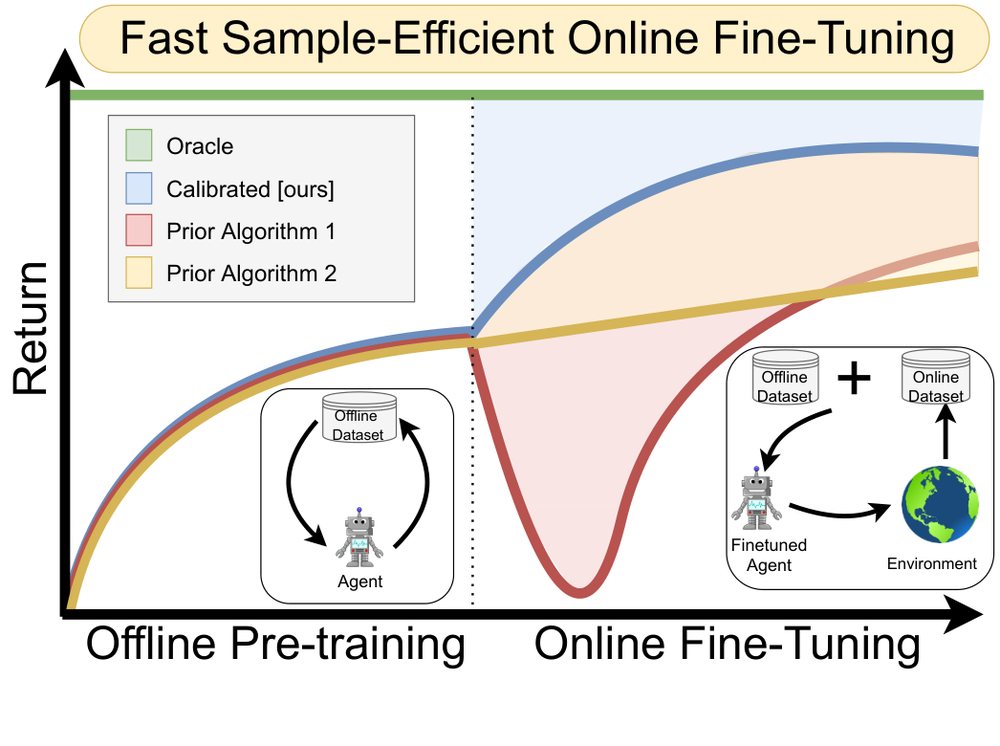 Fast Sample-Efficient Online Fine-Tuning
Oracle
Calibrated [ours]
Prior Algorithm 1
Prior Algorithm 2
Return
Offline
Dataset
Agent
Offline
Dataset
+
Online
Dataset
Finetuned
Agent
Environment
Offline Pre-training
Online Fine-Tuning